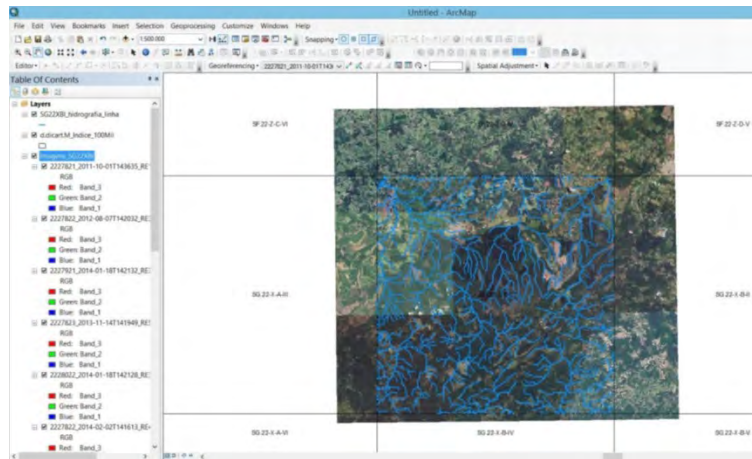 Untitled - ArcMap
File Edit View Bookmarks Insert Selection Geoprocessing Customize Windows Help
1:500.000
Snapping
Editor
Georeferencing
Spatial Adjustment
Table Of Contents
Layers
SG22XBI_hidrografia_linha
imagens_SG22XBI
2227821_2011-10-01T143635_RE
RGB
Red: Band_3
Green: Band_2
Blue: Band_1
2227822_2012-08-07T142032_RE
RGB
Red: Band_3
Green: Band_2
Blue: Band_1
2227921_2014-01-18T142132_RE
RGB
Red: Band_3
Green: Band_2
Blue: Band_1
2227823_2013-11-14T141949_RE
RGB
Red: Band_3
Green: Band_2
Blue: Band_1
2228022_2014-01-18T142128_RE
RGB
Red: Band_3
Green: Band_2
Blue: Band_1
2227822_2014-02-02T141613_RE
RGB
Red: Band_3
SF 22-Z-C-VI
SF 22-Z-D-V
SG.22-X-A-III
SG.22-X-B-II
SG.22-X-A-VI
SG.22-X-B-IV
SG.22-X-B-V